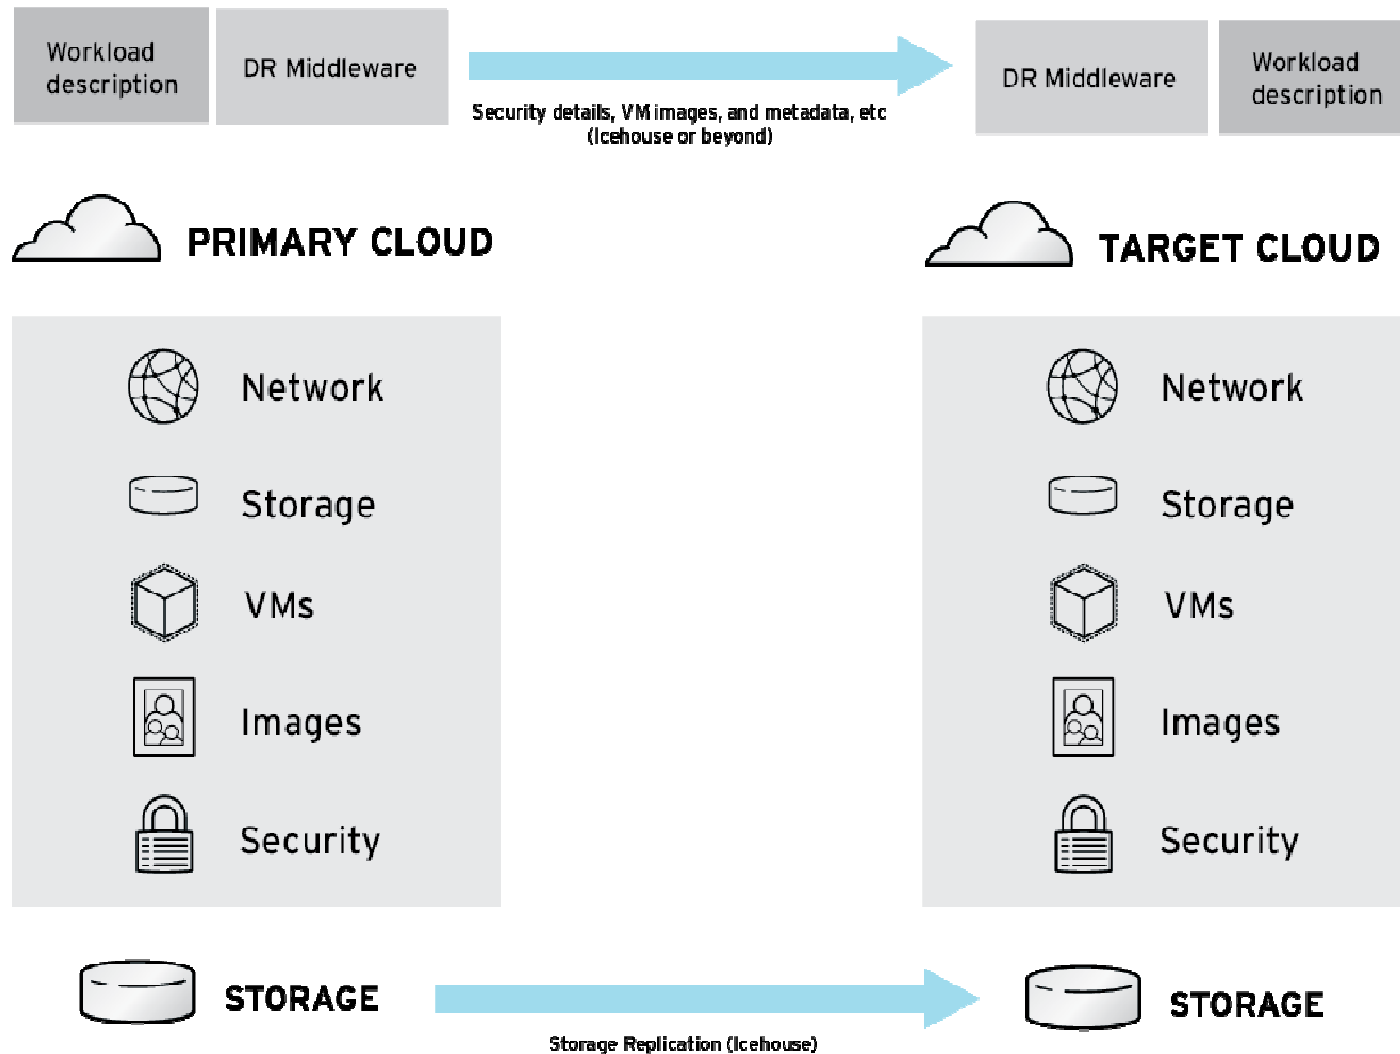 Workload
description
DR Middleware
Security details, VM images, and metadata, etc
(Icehouse or beyond)
DR Middleware
Workload
description
PRIMARY CLOUD
TARGET CLOUD
Network
Storage
VMs
Images
Security
Network
Storage
VMs
Images
Security
STORAGE
Storage Replication (Icehouse)
STORAGE